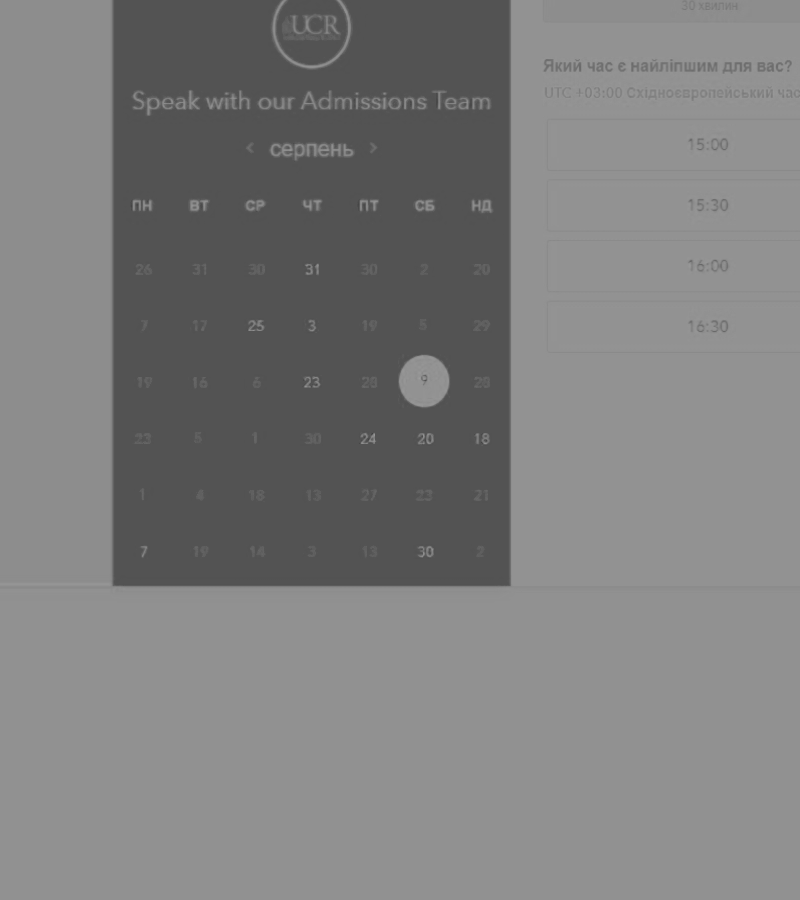 UCR
30 хвилин
Який час є найліпшим для вас?
UTC +03:00 Східноєвропейський час
Speak with our Admissions Team
15:00
15:30
16:00
16:30
серпень
ПН ВТ СР ЧТ ПТ СБ НД
26 31 30 31 30 2 20
7 17 25 3 19 5 29
19 16 6 23 28 9 28
23 5 1 30 24 20 18
1 4 18 13 27 23 21
7 19 14 3 13 30 2